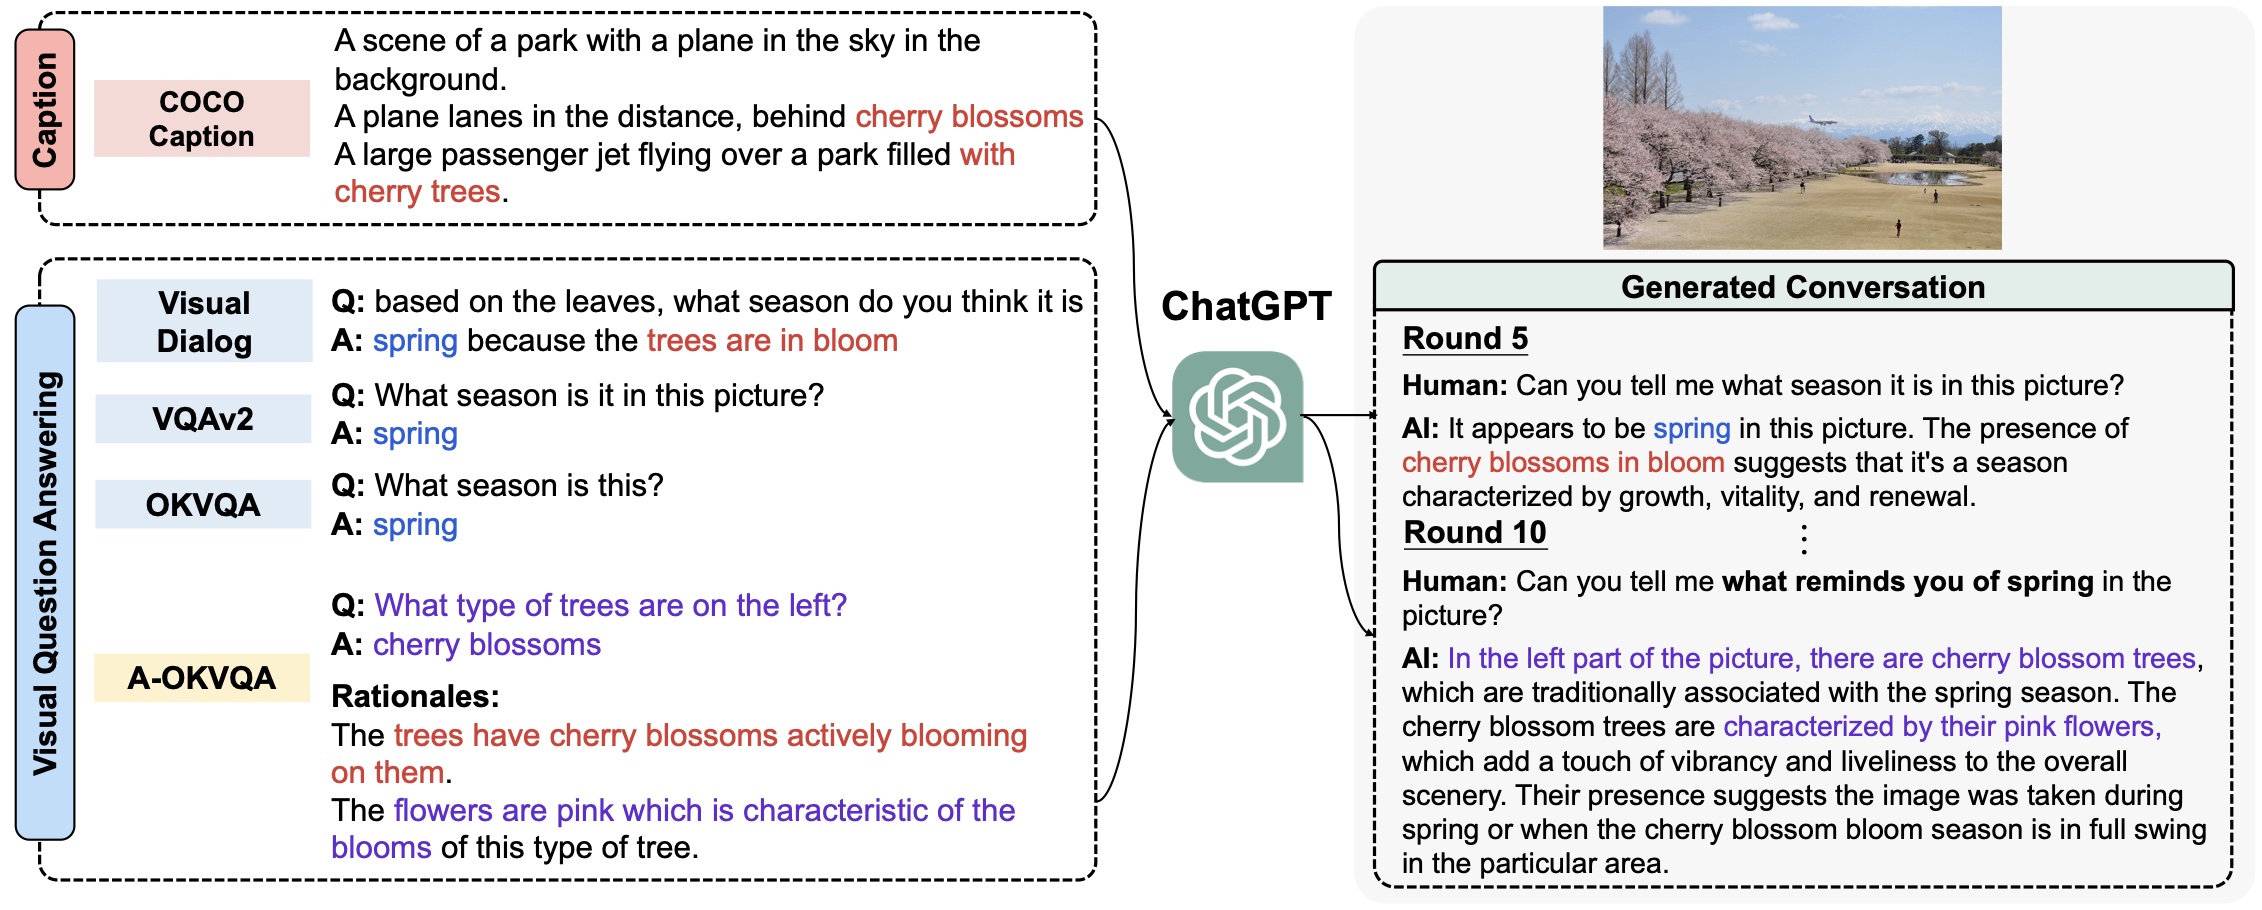 Caption
COCO
Caption
A scene of a park with a plane in the sky in the
background.
A plane lanes in the distance, behind cherry blossoms
A large passenger jet flying over a park filled with
cherry trees.
Visual Question Answering
Visual
Dialog
Q: based on the leaves, what season do you think it is
A: spring because the trees are in bloom
VQAv2
Q: What season is it in this picture?
A: spring
OKVQA
Q: What season is this?
A: spring
A-OKVQA
Q: What type of trees are on the left?
A: cherry blossoms
Rationales:
The trees have cherry blossoms actively blooming
on them.
The flowers are pink which is characteristic of the
blooms of this type of tree.
ChatGPT
Generated Conversation
Round 5
Human: Can you tell me what season it is in this picture?
AI: It appears to be spring in this picture. The presence of
cherry blossoms in bloom suggests that it's a season
characterized by growth, vitality, and renewal.
Round 10
Human: Can you tell me what reminds you of spring in the
picture?
AI: In the left part of the picture, there are cherry blossom trees,
which are traditionally associated with the spring season. The
cherry blossom trees are characterized by their pink flowers,
which add a touch of vibrancy and liveliness to the overall
scenery. Their presence suggests the image was taken during
spring or when the cherry blossom bloom season is in full swing
in the particular area.